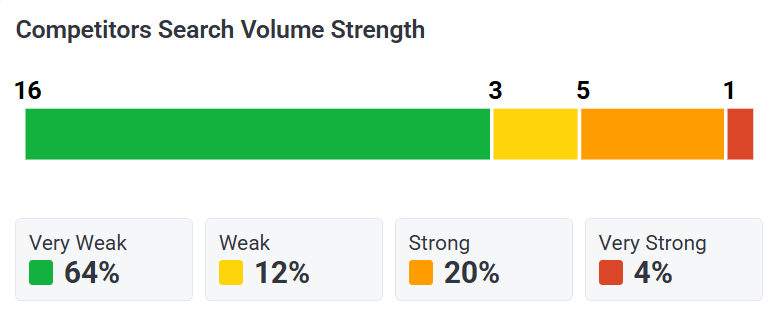 Competitors Search Volume Strength
16 3 5 1
Very Weak Weak Strong Very Strong
64% 12% 20% 4%